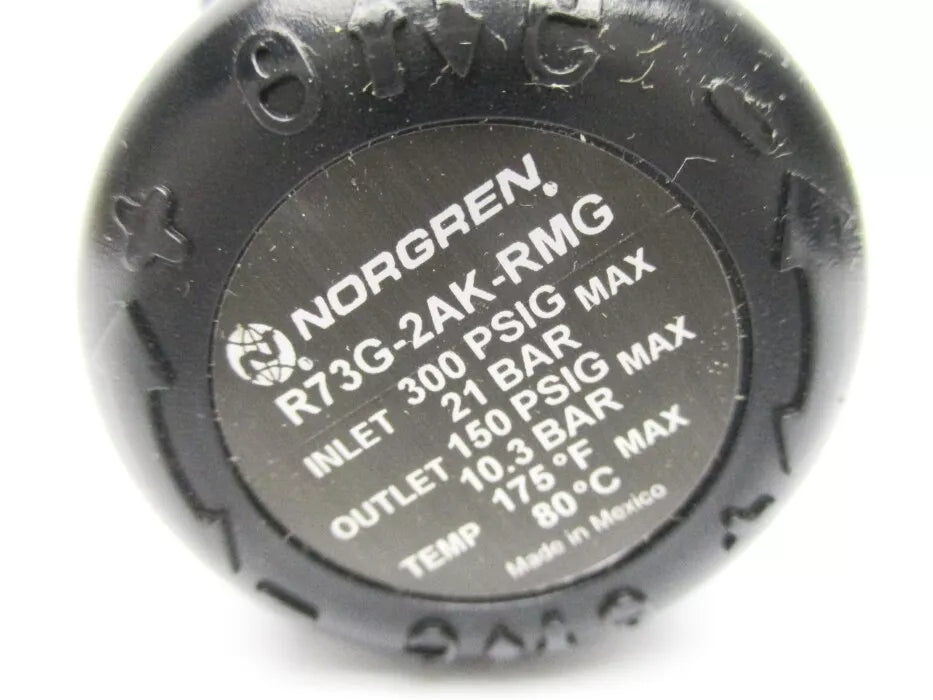 NORGREN®
R73G-2AK-RMG
INLET 300 PSIG MAX
21 BAR
OUTLET 150 PSIG MAX
10.3 BAR
TEMP 175°F MAX
80°C
Made in Mexico